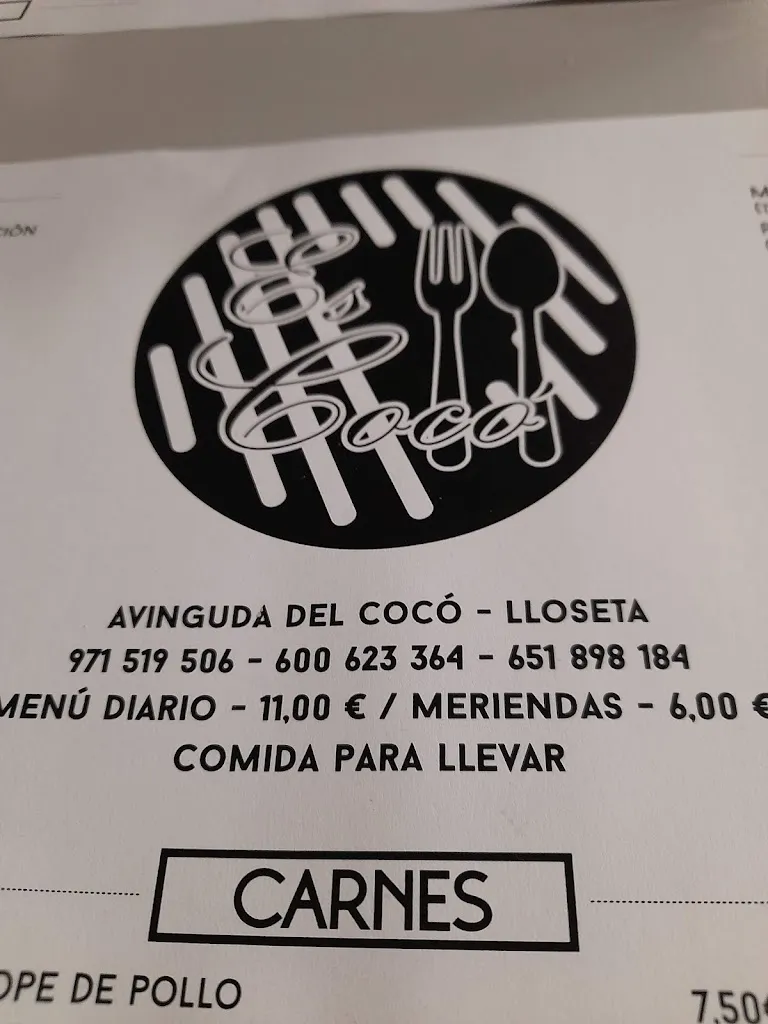 Es Cocó
AVINGUDA DEL COCÓ - LLOSETA
971 519 506 - 600 623 364 - 651 898 184
MENÚ DIARIO - 11,00 € / MERIENDAS - 6,00 €
COMIDA PARA LLEVAR
CARNES
DE POLLO
7,50€